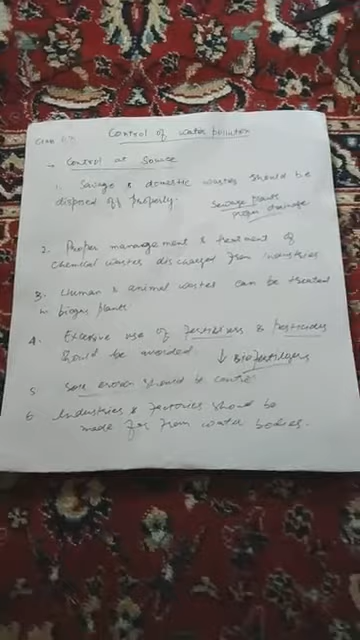 Control of water pollution
→ Control at Source
1. Savage & domestic wastes should be
disposed off properly.
Sewage plants
drainage
2. Proper management & treatment of
Chemical wastes discharged from industries
3. Human & animal wastes can be treated
in biogas plants
4. Excessive use of fertilizers & pesticides
should be avoided. ↓ Biofertilizers
5 Soil erosion should be
6 Industries & factories should be
made far from water bodies.